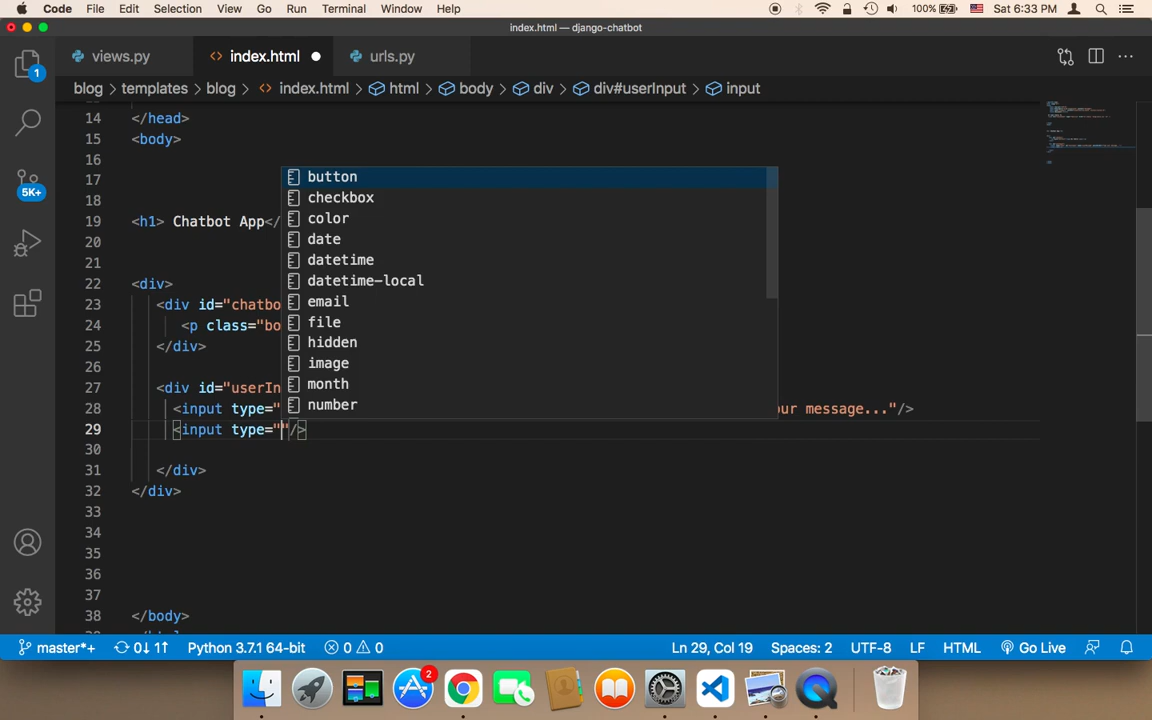 Code File Edit Selection View Go Run Terminal Window Help 100% Sat 6:33 PM
index.html — django-chatbot
views.py index.html urls.py
1
blog > templates > blog > index.html > html > body > div > div#userInput > input
14 </head>
15 <body>
16
17
18
19 <h1> Chatbot App</
20
21
22 <div>
23 <div id="chatbo
24 <p class="bo
25 </div>
26
27 <div id="userIn
28 <input type=" ur message..."/>
29 <input type=""/>
30
31 </div>
32 </div>
33
34
35
36
37
38 </body>
button
checkbox
color
date
datetime
datetime-local
email
file
hidden
image
month
number
5K+
master*+ 0↓ 1↑ Python 3.7.1 64-bit 0 0 Ln 29, Col 19 Spaces: 2 UTF-8 LF HTML Go Live
2